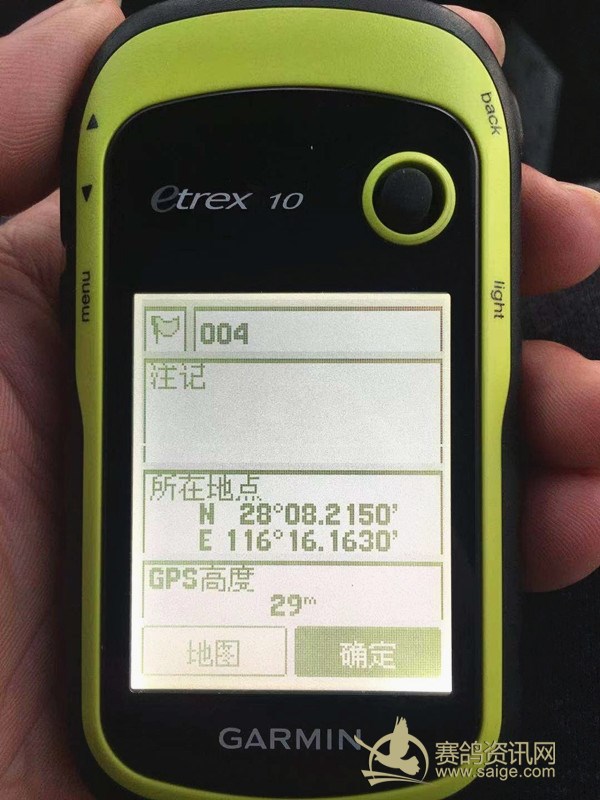 back
etrex 10
menu
light
004
注记
所在地点
N 28°08.2150'
E 116°16.1630'
GPS高度
29m
地图
确定
GARMIN
赛鸽资讯网
www.saige.com